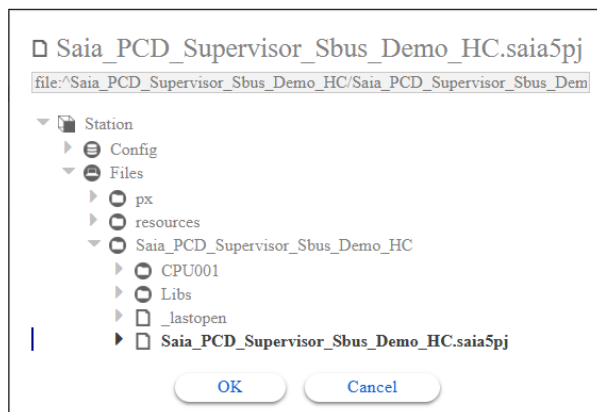 Saia_PCD_Supervisor_Sbus_Demo_HC.saia5pj
file:^Saia_PCD_Supervisor_Sbus_Demo_HC/Saia_PCD_Supervisor_Sbus_Dem
Station
Config
Files
px
resources
Saia_PCD_Supervisor_Sbus_Demo_HC
CPU001
Libs
_lastopen
Saia_PCD_Supervisor_Sbus_Demo_HC.saia5pj
OK Cancel